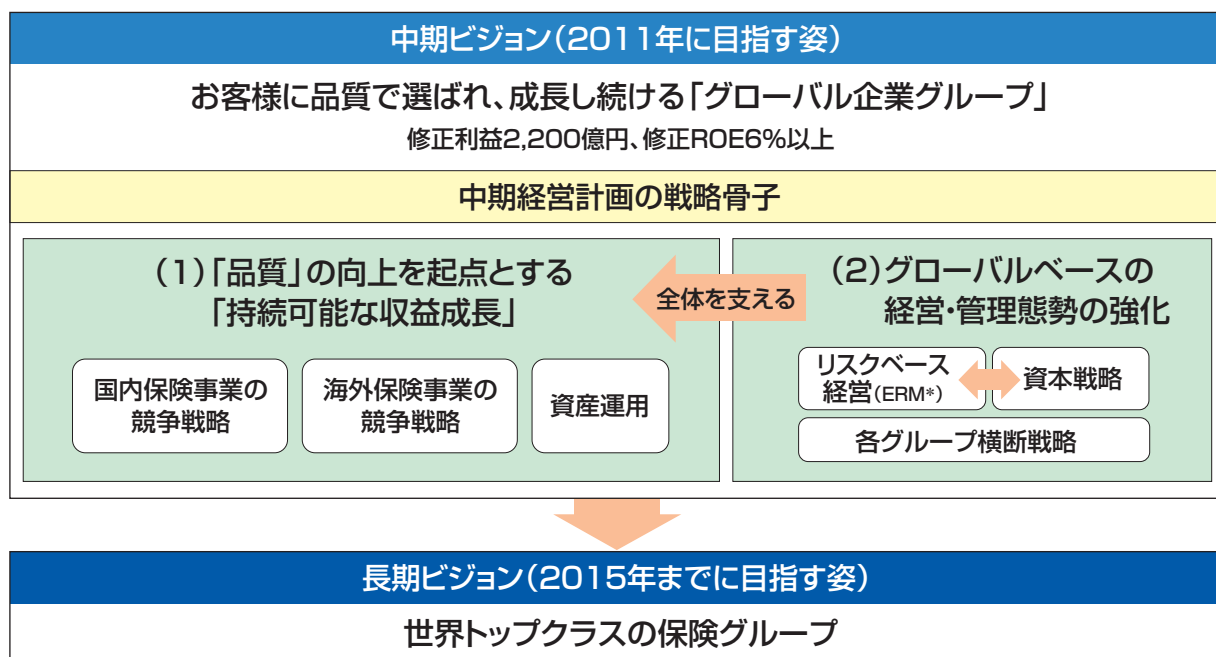 中期ビジョン（2011年に目指す姿）
お客様に品質で選ばれ、成長し続ける「グローバル企業グループ」
修正利益2,200億円、修正ROE6%以上
中期経営計画の戦略骨子
（1）「品質」の向上を起点とする
「持続可能な収益成長」
国内保険事業の
競争戦略
海外保険事業の
競争戦略
資産運用
全体を支える
（2）グローバルベースの
経営・管理態勢の強化
リスクベース
経営（ERM*）
資本戦略
各グループ横断戦略
長期ビジョン（2015年までに目指す姿）
世界トップクラスの保険グループ